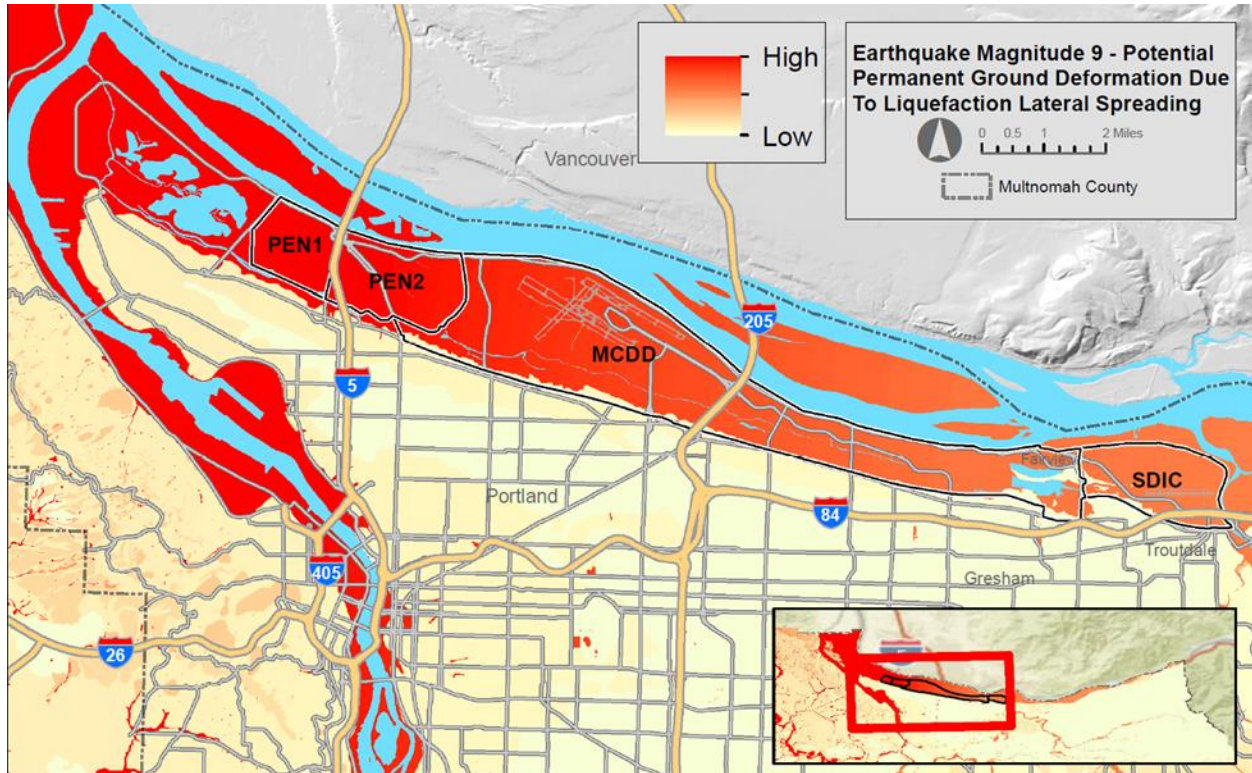 High
Low
Earthquake Magnitude 9 - Potential
Permanent Ground Deformation Due
To Liquefaction Lateral Spreading
0 0.5 1 2 Miles
Multnomah County
Vancouver
PEN1
PEN2
MCDD
205
5
Portland
Fairview
SDIC
84
Troutdale
Gresham
405
26